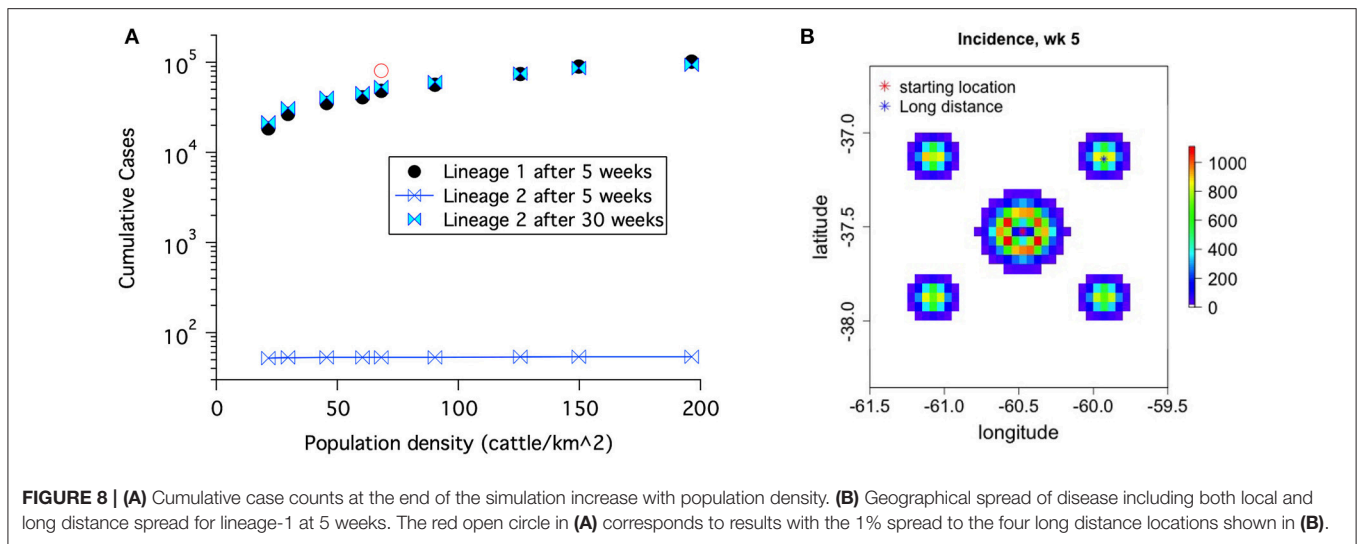 A
Cumulative Cases
10^5
10^4
10^3
10^2
0
50
100
150
200
Population density (cattle/km^2)
Lineage 1 after 5 weeks
Lineage 2 after 5 weeks
Lineage 2 after 30 weeks
B
Incidence, wk 5
starting location
Long distance
latitude
-37.0
-37.5
-38.0
-61.5
-61.0
-60.5
-60.0
-59.5
longitude
1000
800
600
400
200
0
FIGURE 8 | (A) Cumulative case counts at the end of the simulation increase with population density. (B) Geographical spread of disease including both local and
long distance spread for lineage-1 at 5 weeks. The red open circle in (A) corresponds to results with the 1% spread to the four long distance locations shown in (B).